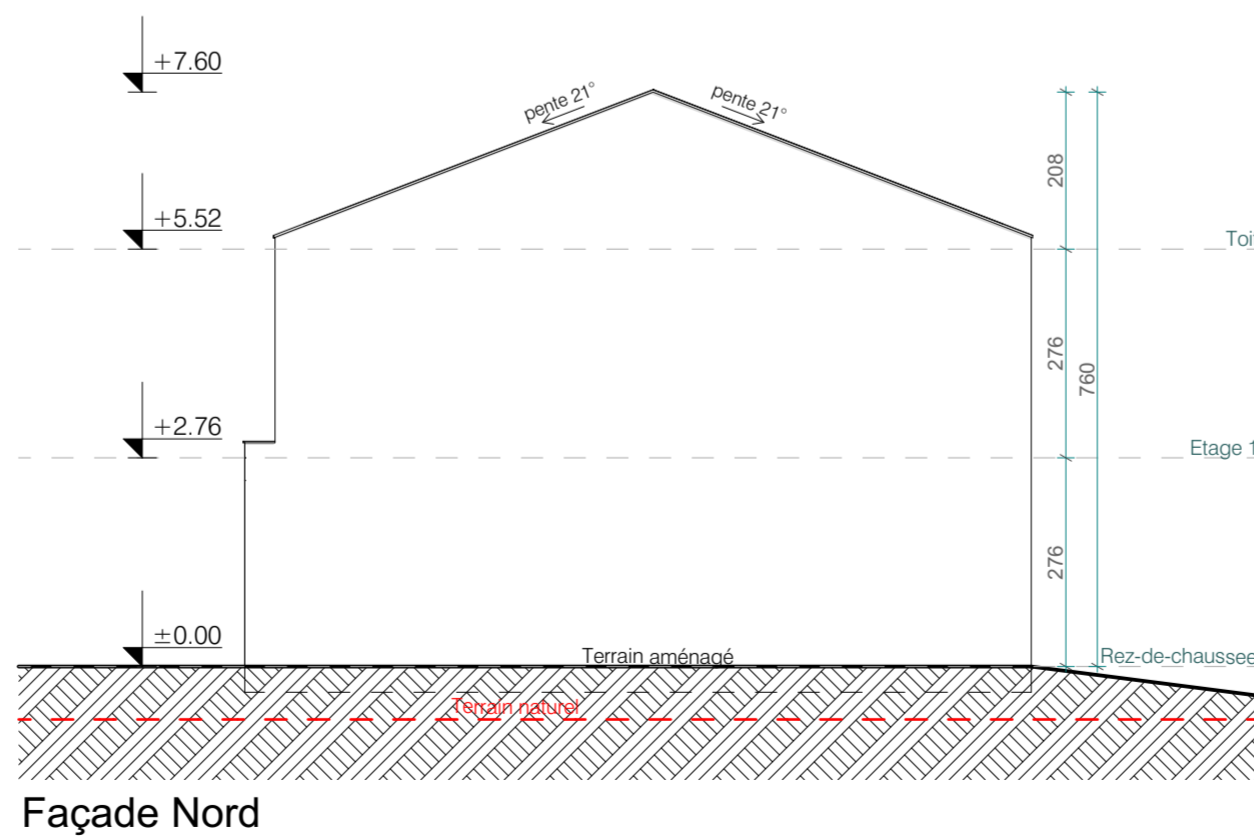 +7.60
pente 21°
pente 21°
208
+5.52
Toi
276
760
+2.76
Etage 1
276
±0.00
Terrain aménagé
Rez-de-chaussee
Terrain naturel
Façade Nord